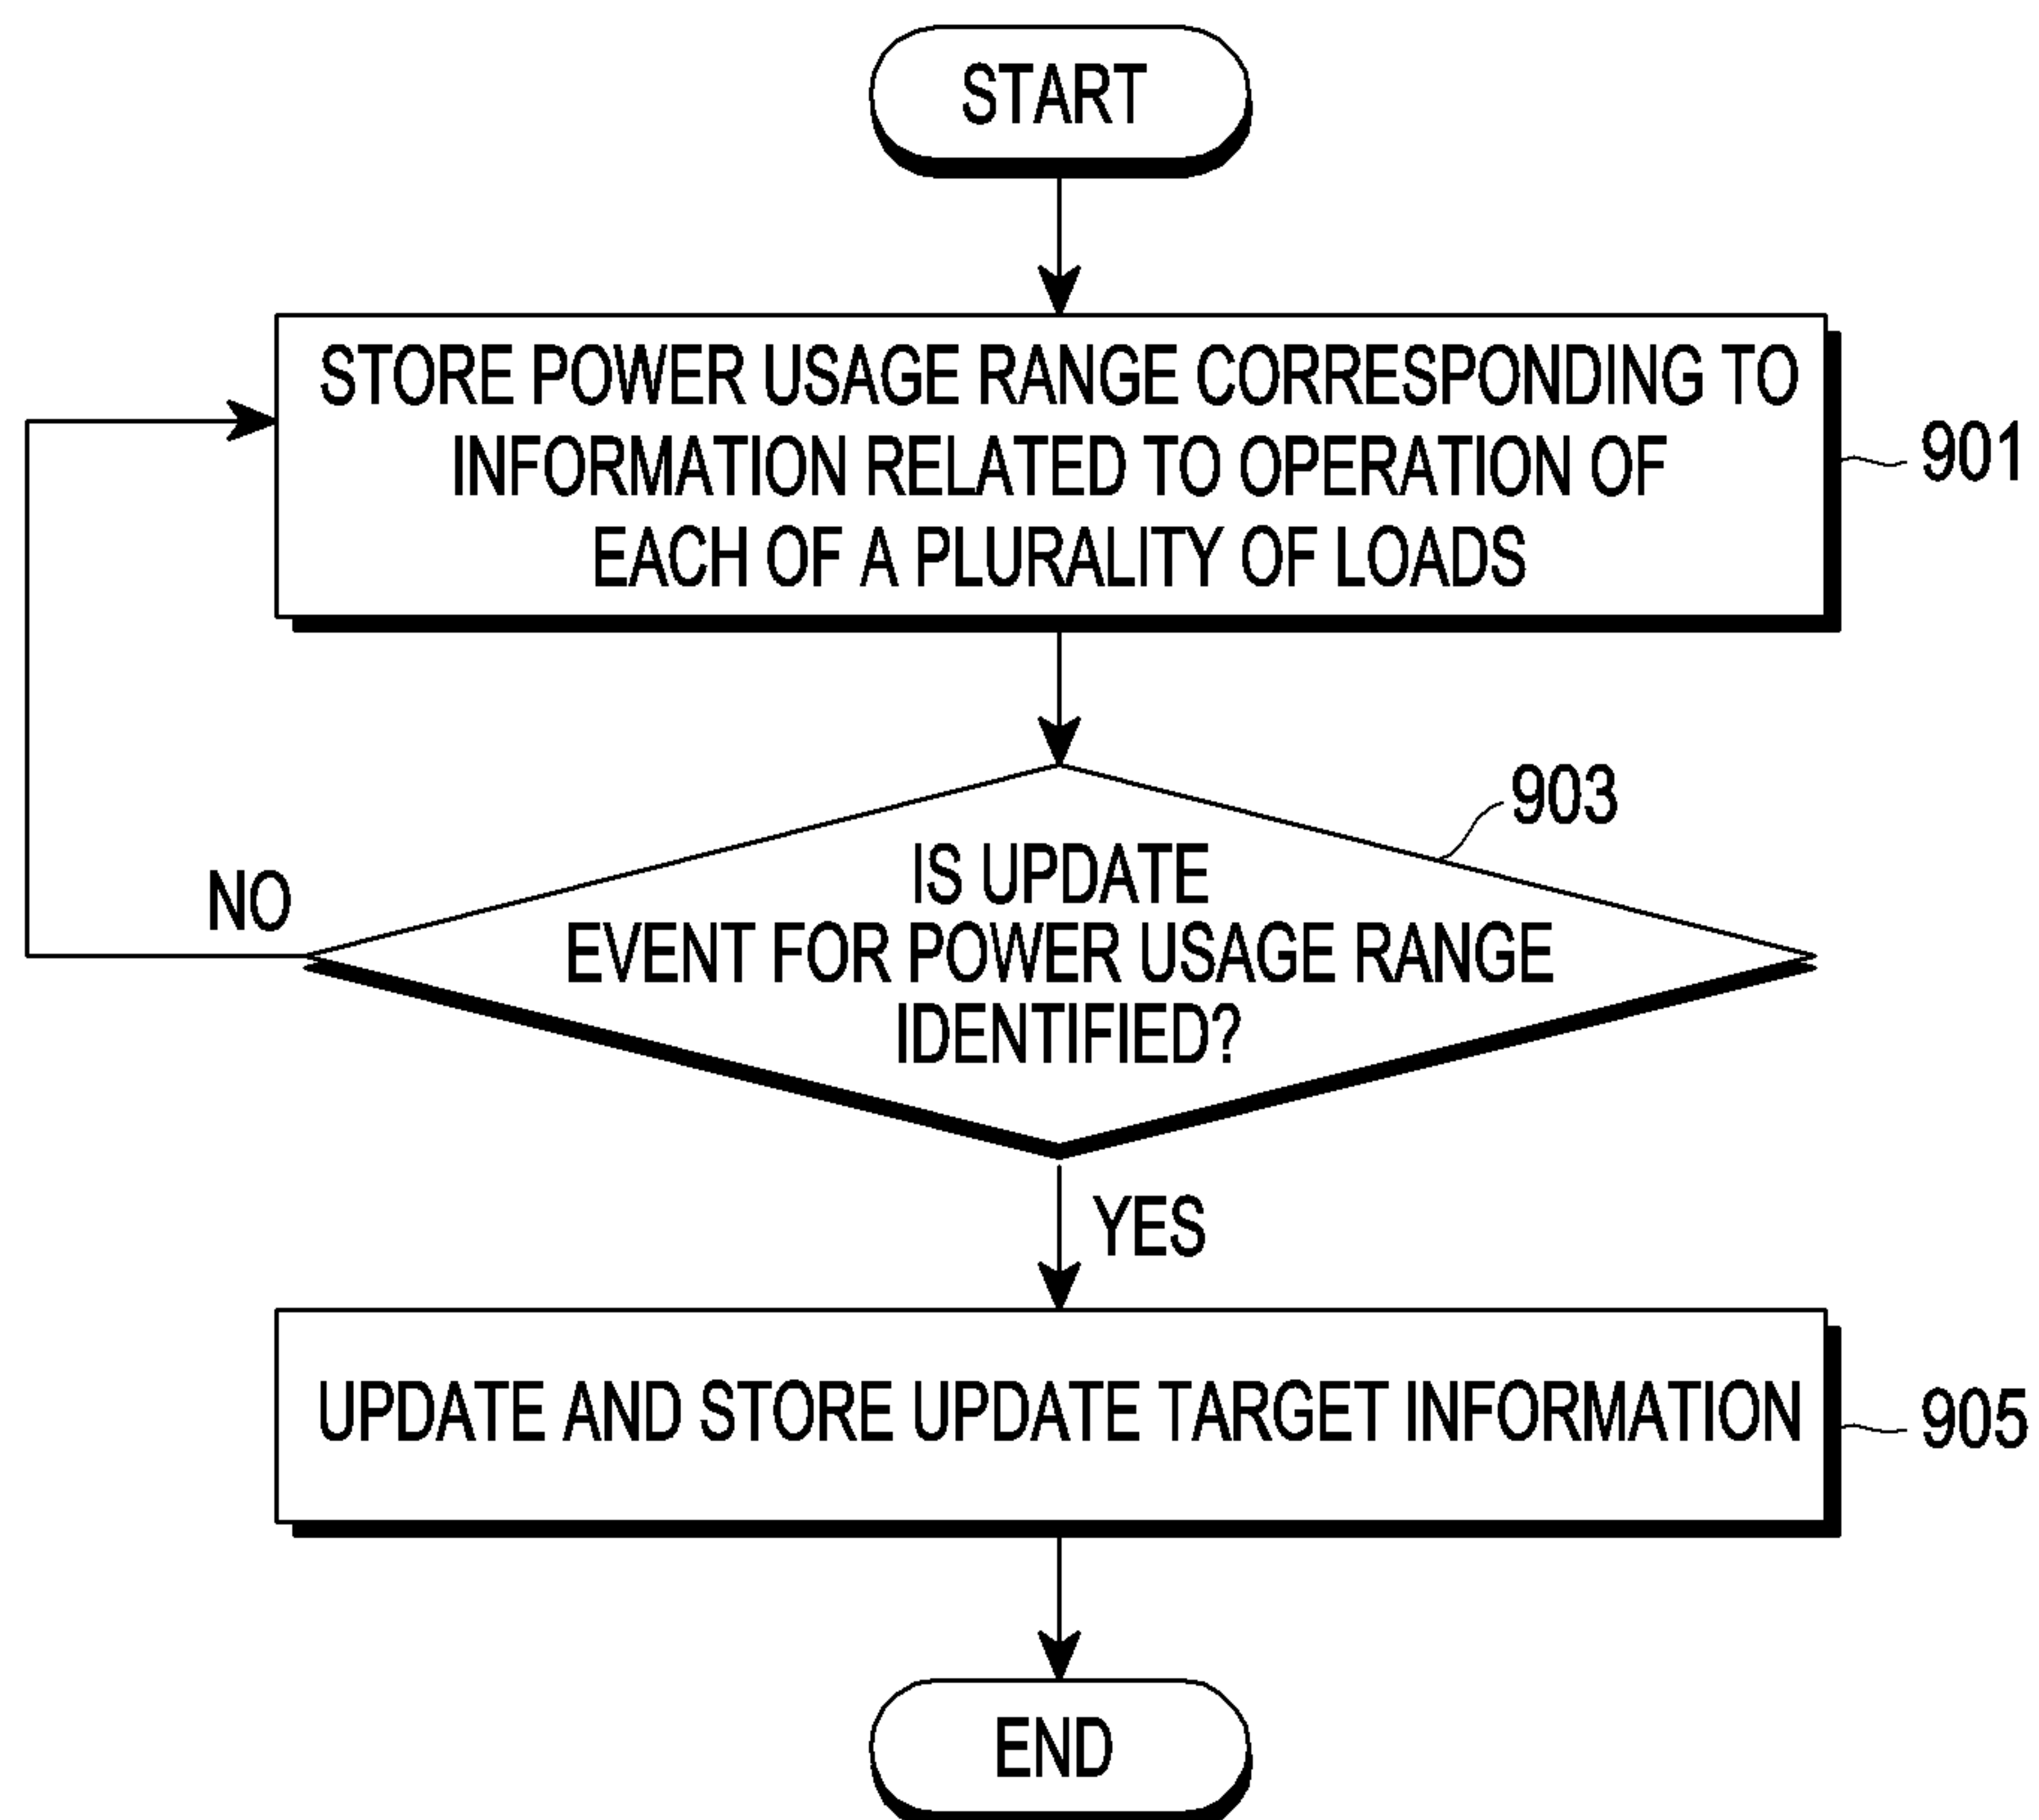 START
STORE POWER USAGE RANGE CORRESPONDING TO
INFORMATION RELATED TO OPERATION OF
EACH OF A PLURALITY OF LOADS
901
903
IS UPDATE
EVENT FOR POWER USAGE RANGE
IDENTIFIED?
NO
YES
UPDATE AND STORE UPDATE TARGET INFORMATION
905
END